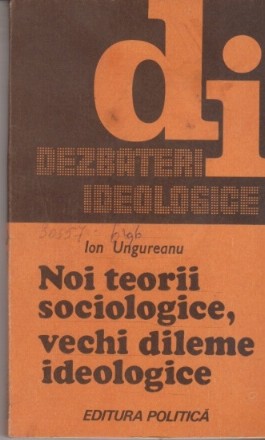 di
DEZBATERI
IDEOLOGICE
Ion Ungureanu
Noi teorii
sociologice,
vechi dileme
ideologice
EDITURA POLITICĂ